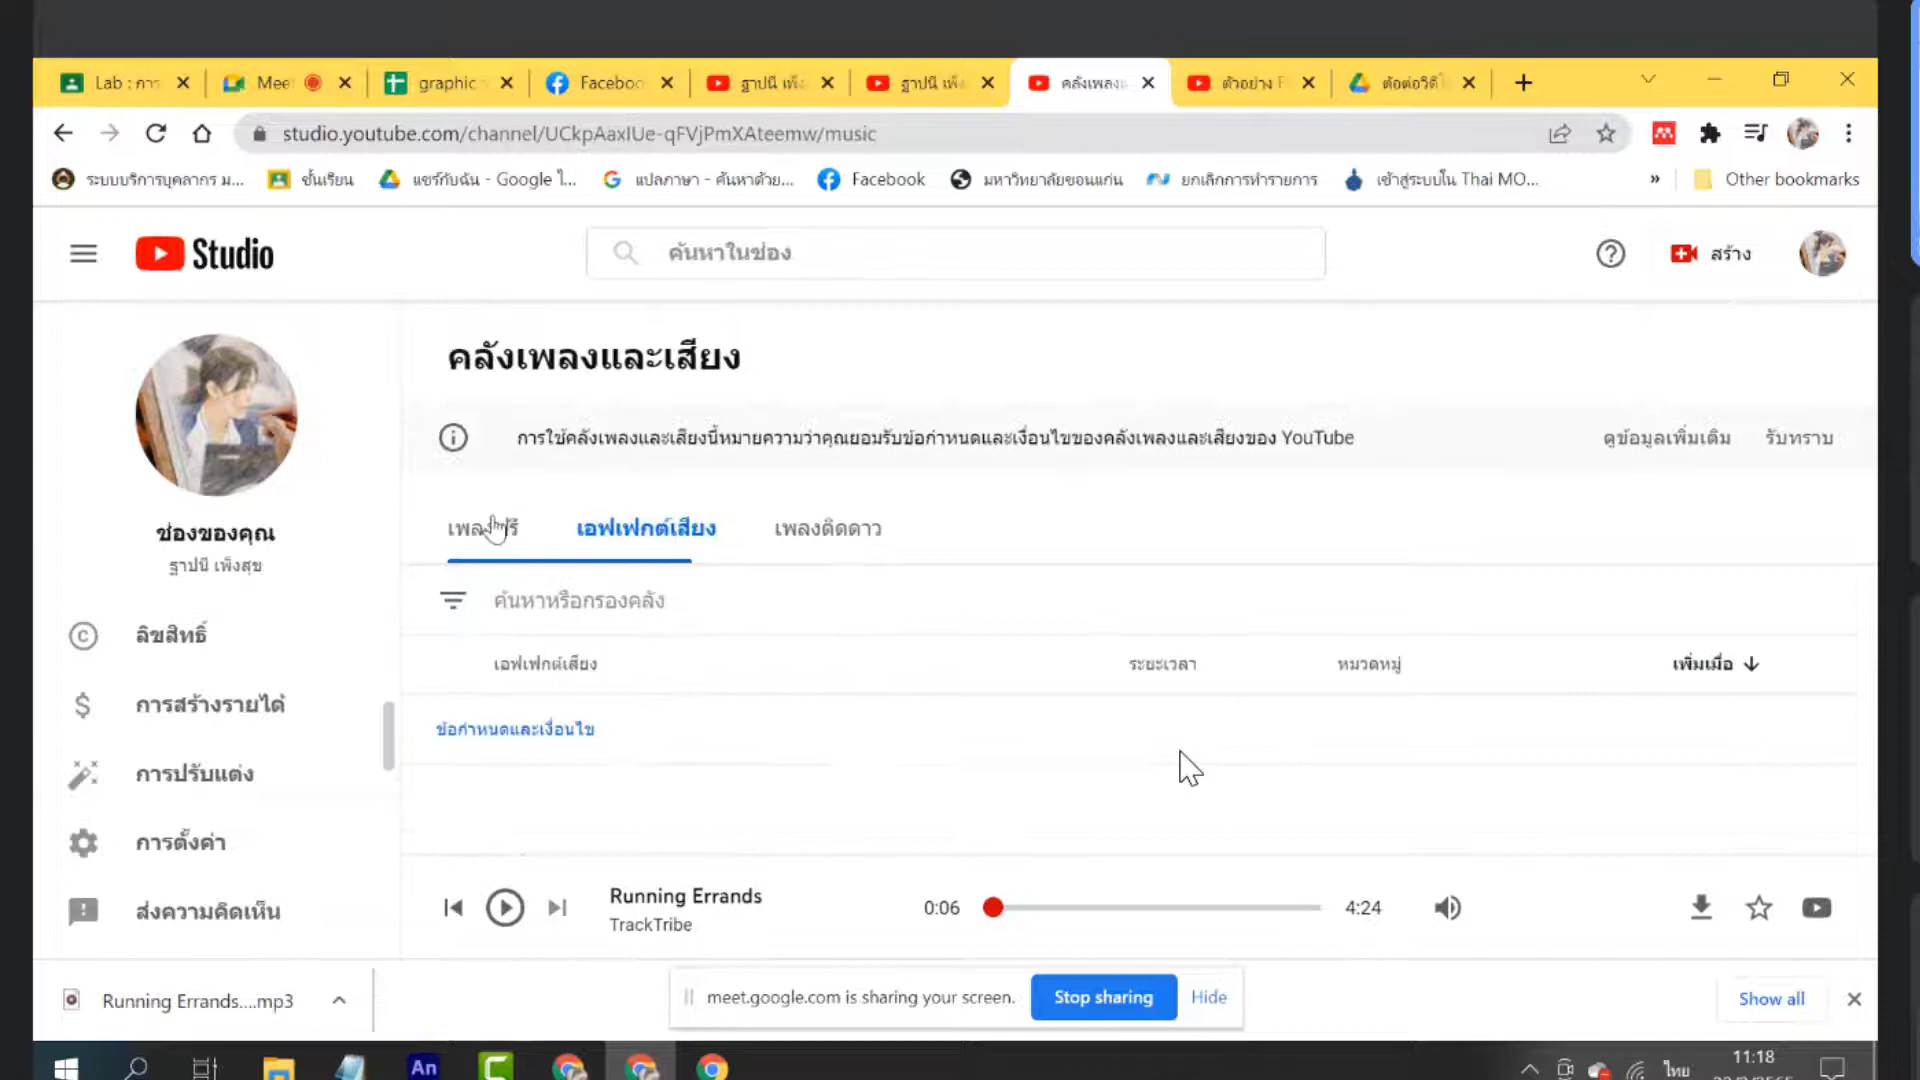 Lab : การ
Mee
graphic
Faceboo
ฐาปนี เพ็ง
ฐาปนี เพ็ง
คลังเพลงแ
ตัวอย่าง F
ตัดต่อวิดี
studio.youtube.com/channel/UCkpAaxIUe-qFVjPmXAteemw/music
ระบบบริการบุคลากร ม...
ชั้นเรียน
แชร์กับฉัน - Google ไ...
แปลภาษา - ค้นหาด้วย...
Facebook
มหาวิทยาลัยขอนแก่น
ยกเลิกการทำรายการ
เข้าสู่ระบบใน Thai MO...
»
Other bookmarks
Studio
ค้นหาในช่อง
สร้าง
คลังเพลงและเสียง
การใช้คลังเพลงและเสียงนี้หมายความว่าคุณยอมรับข้อกำหนดและเงื่อนไขของคลังเพลงและเสียงของ YouTube
ดูข้อมูลเพิ่มเติม
รับทราบ
ช่องของคุณ
ฐาปนี เพ็งสุข
ลิขสิทธิ์
การสร้างรายได้
การปรับแต่ง
การตั้งค่า
ส่งความคิดเห็น
เพลงฟรี
เอฟเฟกต์เสียง
เพลงติดดาว
ค้นหาหรือกรองคลัง
เอฟเฟกต์เสียง
ระยะเวลา
หมวดหมู่
เพิ่มเมื่อ
ข้อกำหนดและเงื่อนไข
Running Errands
TrackTribe
0:06
4:24
Running Errands....mp3
meet.google.com is sharing your screen.
Stop sharing
Hide
Show all
An
ไทย
11:18